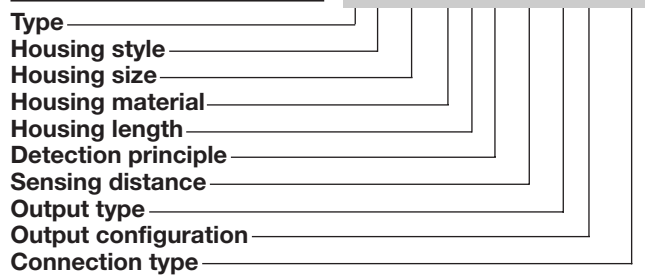 Type
Housing style
Housing size
Housing material
Housing length
Detection principle
Sensing distance
Output type
Output configuration
Connection type